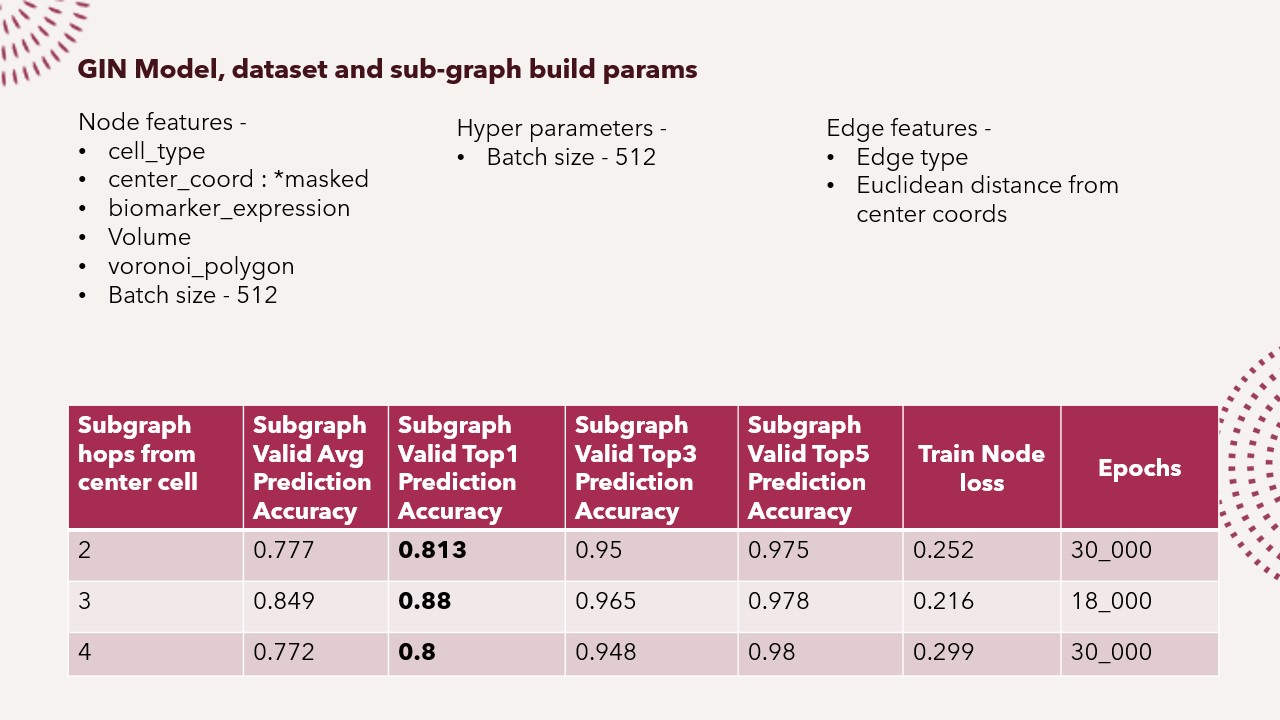 GIN Model, dataset and sub-graph build params
Node features -
• cell_type
• center_coord : *masked
• biomarker_expression
• Volume
• voronoi_polygon
• Batch size - 512
Hyper parameters -
• Batch size - 512
Edge features -
• Edge type
• Euclidean distance from
center coords
Subgraph
hops from
center cell
Subgraph
Valid Avg
Prediction
Accuracy
Subgraph
Valid Top1
Prediction
Accuracy
Subgraph
Valid Top3
Prediction
Accuracy
Subgraph
Valid Top5
Prediction
Accuracy
Train Node
loss
Epochs
2 0.777 0.813 0.95 0.975 0.252 30_000
3 0.849 0.88 0.965 0.978 0.216 18_000
4 0.772 0.8 0.948 0.98 0.299 30_000